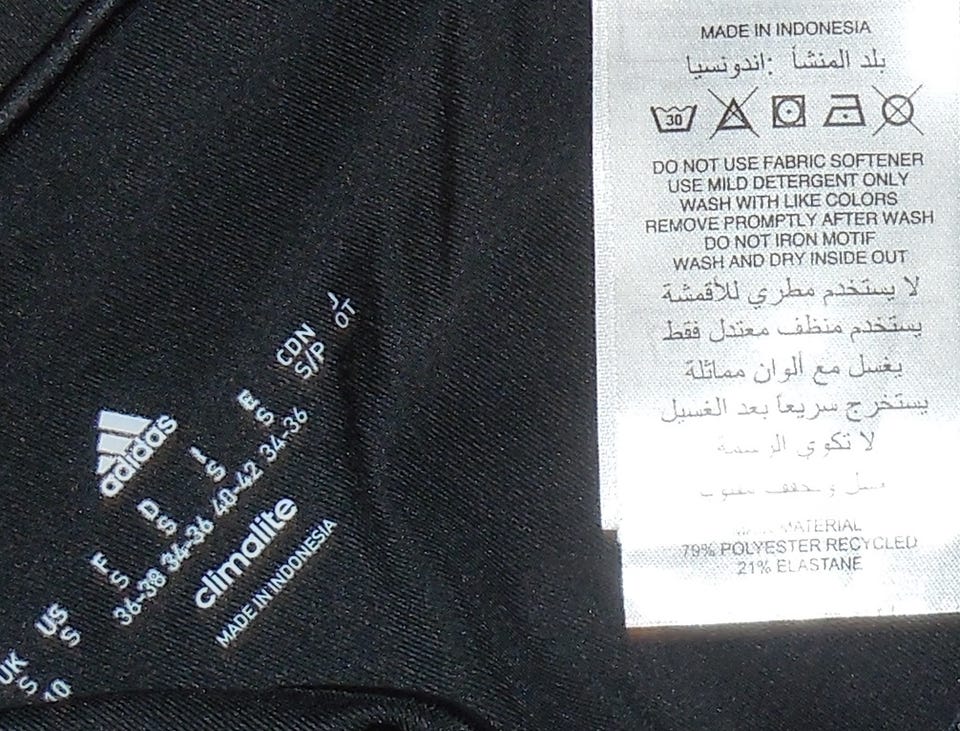 adidas
UK US F D I E CDN J
S S S S S S S/P OT
10 36-38 34-36 40-42 34-36
climalite
MADE IN INDONESIA
MADE IN INDONESIA
بلد المنشأ :اندونسيا
30
DO NOT USE FABRIC SOFTENER
USE MILD DETERGENT ONLY
WASH WITH LIKE COLORS
REMOVE PROMPTLY AFTER WASH
DO NOT IRON MOTIF
WASH AND DRY INSIDE OUT
لا يستخدم مطري للأقمشة
يستخدم منظف معتدل فقط
يغسل مع ألوان مماثلة
يستخرج سريعاً بعد الغسيل
لا تكوي الرسمة
MATERIAL
79% POLYESTER RECYCLED
21% ELASTANE